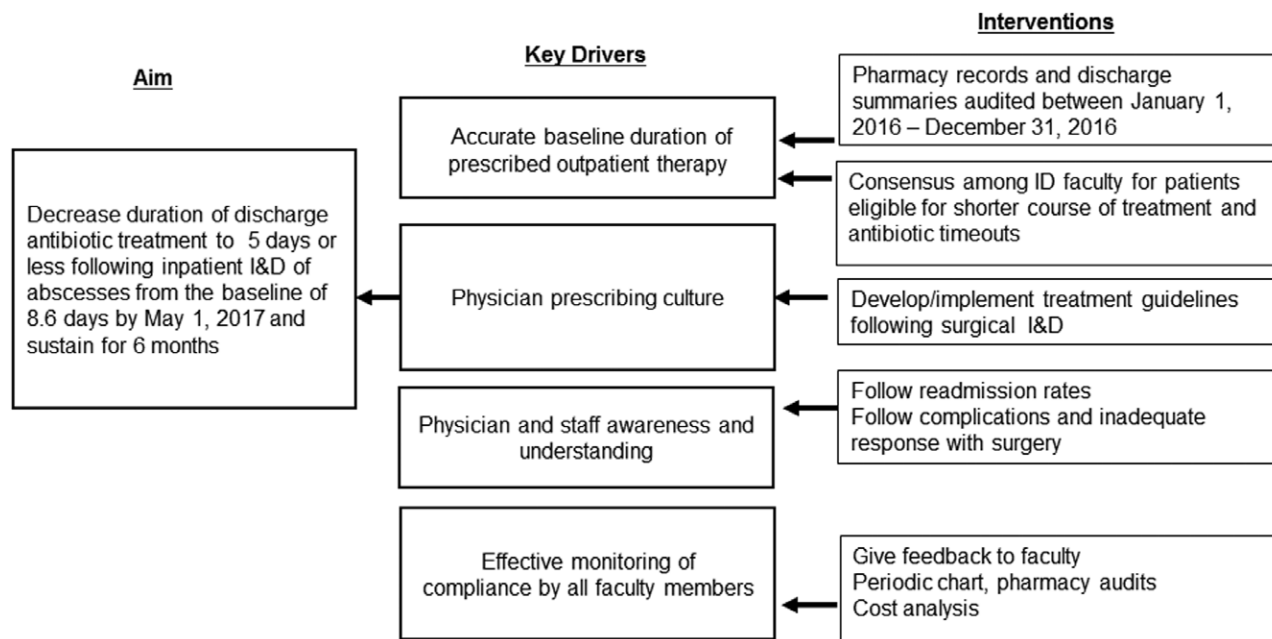 Aim
Decrease duration of discharge
antibiotic treatment to 5 days or
less following inpatient I&D of
abscesses from the baseline of
8.6 days by May 1, 2017 and
sustain for 6 months
Key Drivers
Accurate baseline duration of
prescribed outpatient therapy
Physician prescribing culture
Physician and staff awareness and
understanding
Effective monitoring of
compliance by all faculty members
Interventions
Pharmacy records and discharge
summaries audited between January 1,
2016 – December 31, 2016
Consensus among ID faculty for patients
eligible for shorter course of treatment and
antibiotic timeouts
Develop/implement treatment guidelines
following surgical I&D
Follow readmission rates
Follow complications and inadequate
response with surgery
Give feedback to faculty
Periodic chart, pharmacy audits
Cost analysis